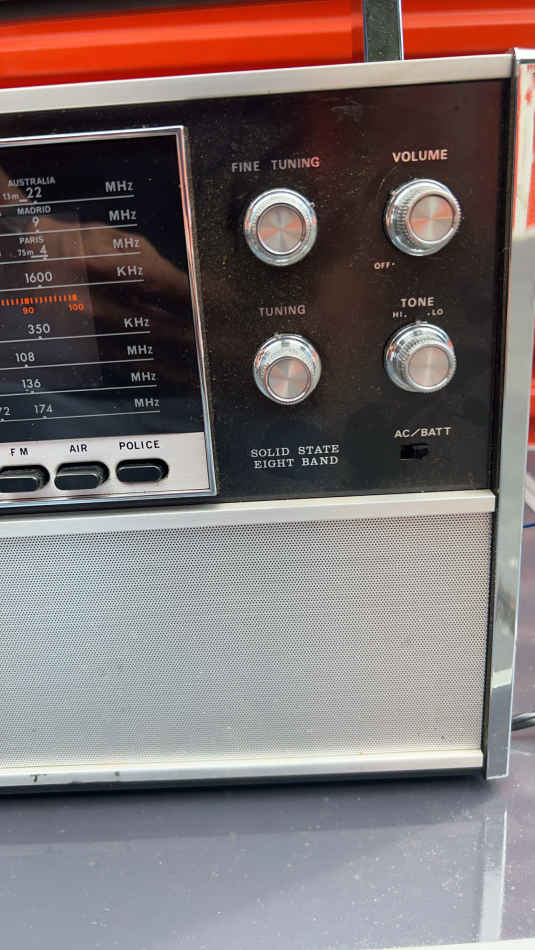 AUSTRALIA
13m 22 MHz
MADRID
9 MHz
PARIS
75m 4 MHz
1600 KHz
90 100
350 KHz
108 MHz
136 MHz
174 MHz
FM AIR POLICE
FINE TUNING
VOLUME
OFF
TUNING
TONE
HI. .LO
AC/BATT
SOLID STATE
EIGHT BAND